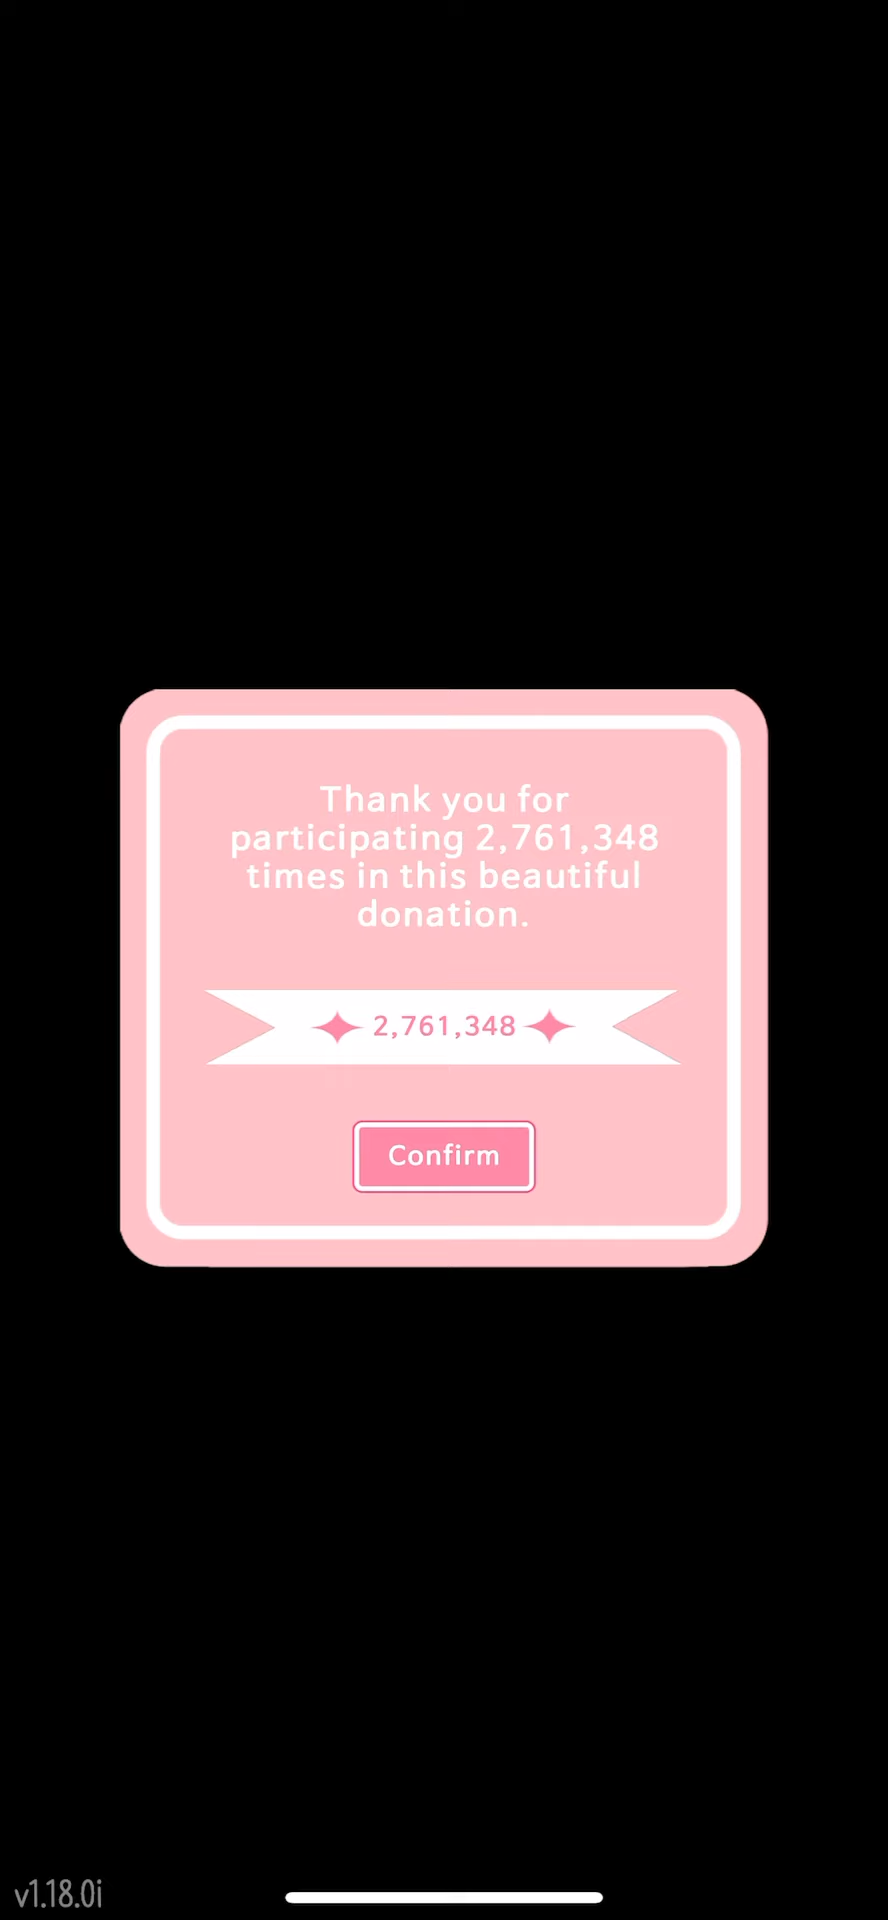 Thank you for
participating 2,761,348
times in this beautiful
donation.
2,761,348
Confirm
v1.18.0i